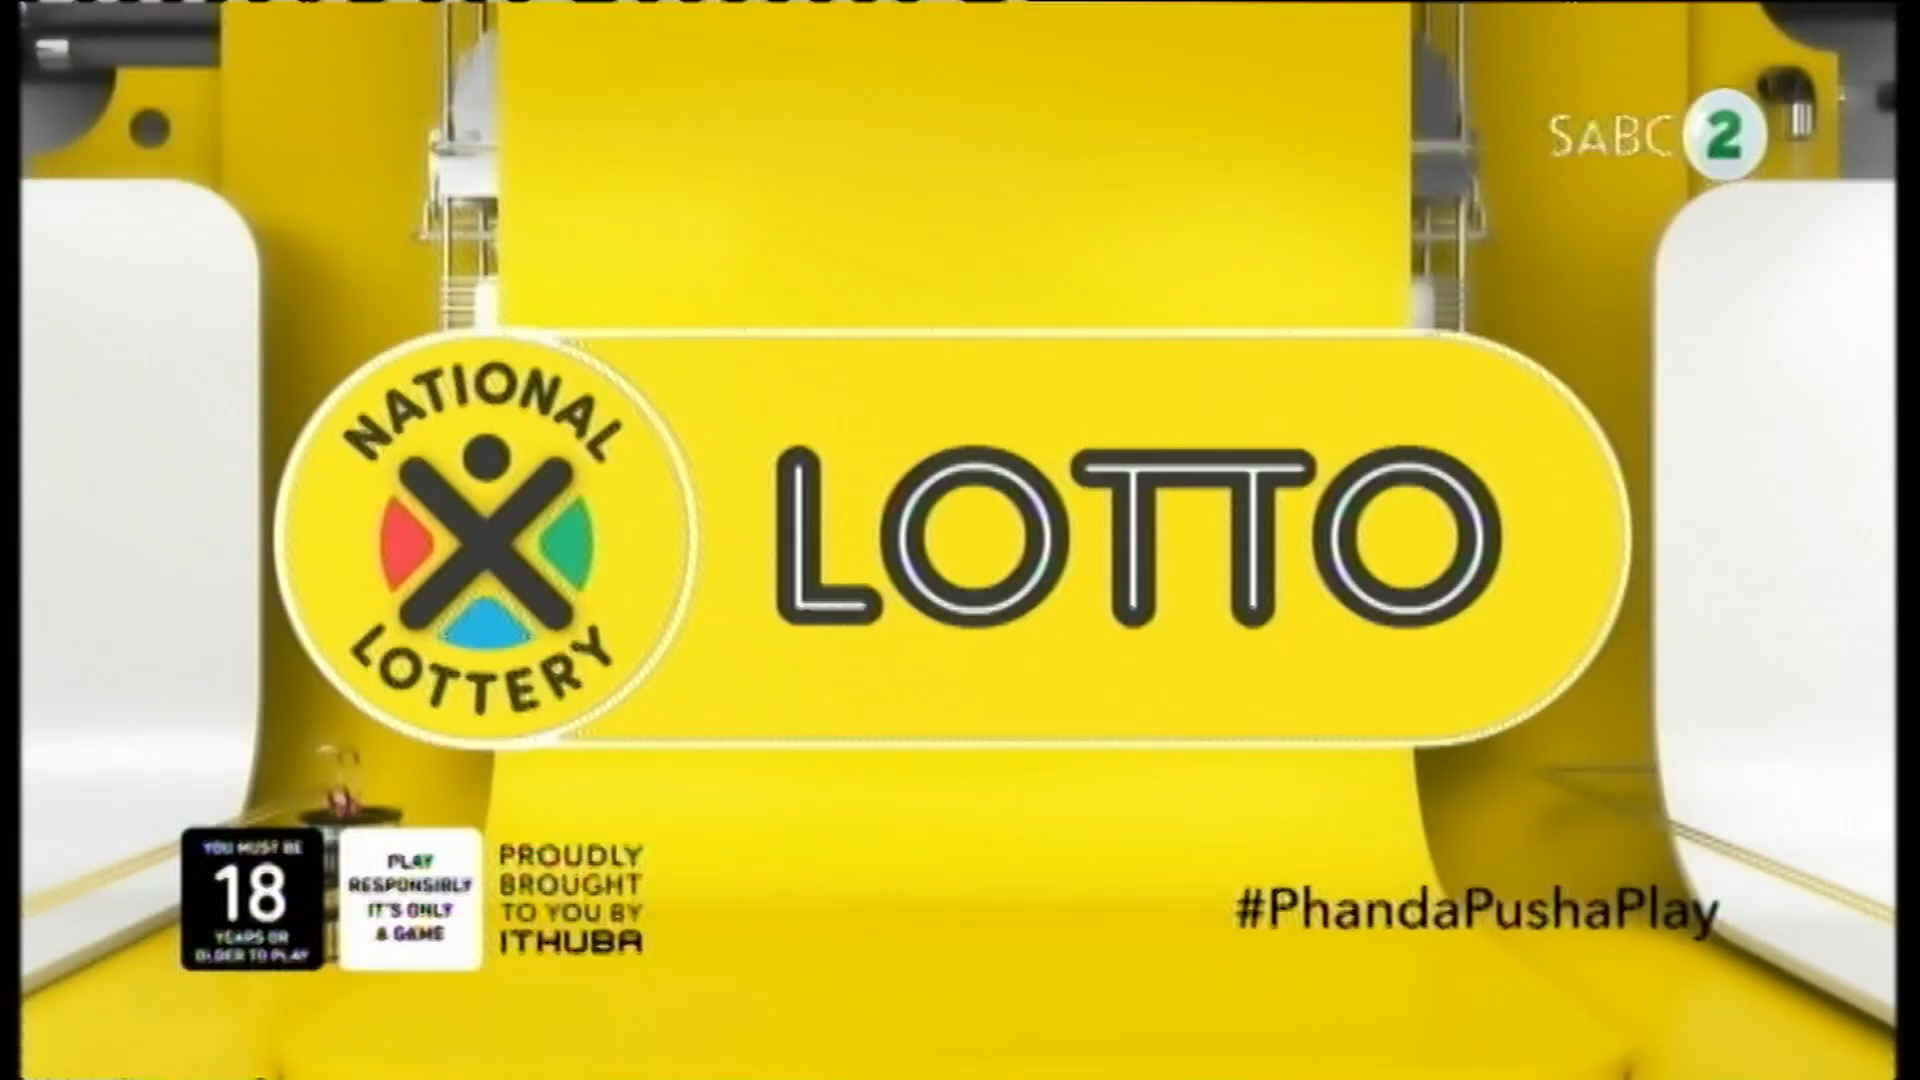 SABC 2
NATIONAL
LOTTERY
LOTTO
YOU MUST BE
18
YEARS OR
OLDER TO PLAY
PLAY
RESPONSIBLY
IT'S ONLY
A GAME
PROUDLY
BROUGHT
TO YOU BY
ITHUBA
#PhandaPushaPlay